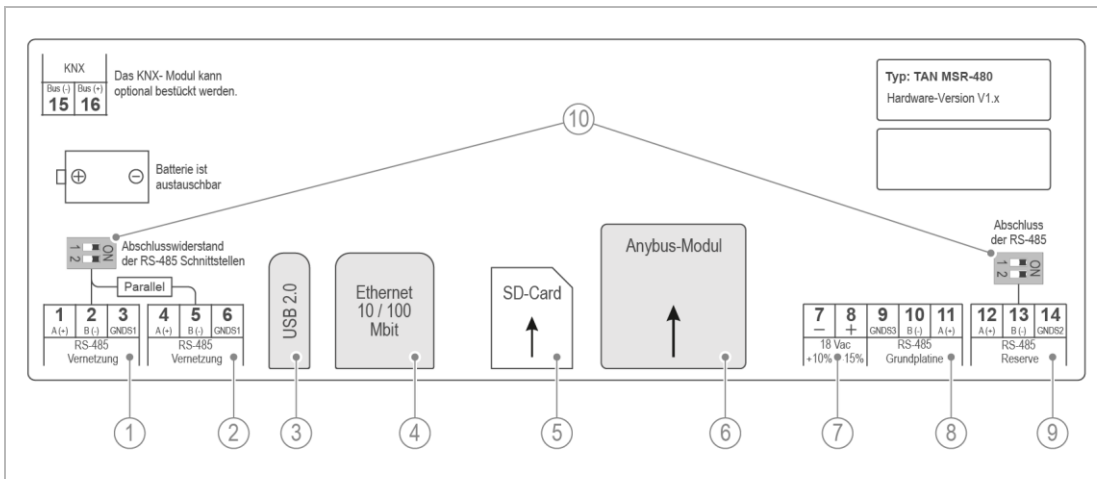 KNX
Bus (-) Bus (+)
15 16
Das KNX- Modul kann
optional bestückt werden.
Typ: TAN MSR-480
Hardware-Version V1.x
10
Batterie ist
austauschbar
1 2 ON
Abschlusswiderstand
der RS-485 Schnittstellen
Parallel
1 2 3
A (+) B (-) GNDS1
RS-485
Vernetzung
4 5 6
A (+) B (-) GNDS1
RS-485
Vernetzung
USB 2.0
Ethernet
10 / 100
Mbit
SD-Card
Anybus-Modul
Abschluss
der RS-485
1 2 ON
7 8 9 10 11
− + GNDS3 B (-) A (+)
18 Vac
+10% - 15%
RS-485
Grundplatine
12 13 14
A (+) B (-) GNDS2
RS-485
Reserve
1 2 3 4 5 6 7 8 9